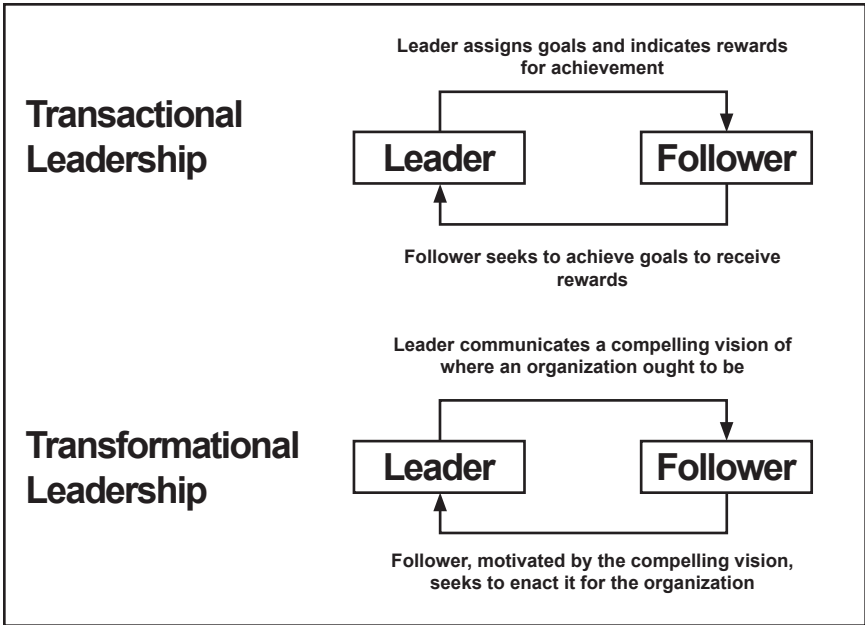 Leader assigns goals and indicates rewards
for achievement
Transactional
Leadership
Leader
Follower
Follower seeks to achieve goals to receive
rewards
Leader communicates a compelling vision of
where an organization ought to be
Transformational
Leadership
Leader
Follower
Follower, motivated by the compelling vision,
seeks to enact it for the organization